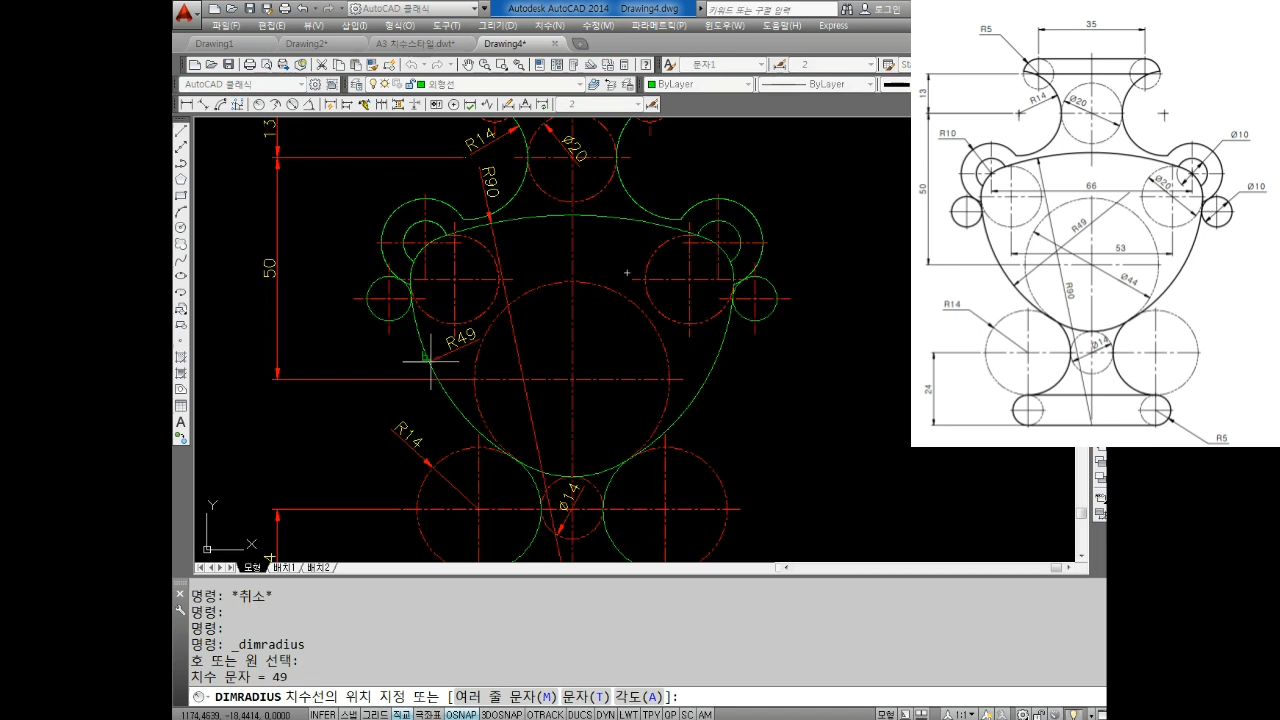 AutoCAD 클래식
Autodesk AutoCAD 2014 Drawing4.dwg
키워드 또는 구절 입력
로그인
파일(F) 편집(E) 뷰(V) 삽입(I) 형식(O) 도구(T) 그리기(D) 치수(N) 수정(M) 파라메트릭(P) 윈도우(W) 도움말(H) Express
Drawing1 Drawing2* A3 치수스타일.dwt* Drawing4*
문자1 2
AutoCAD 클래식 외형선 ByLayer ByLayer
2
13
R14
ø20
R90
50
R49
R14
ø14
Y
X
모형 배치1 배치2
35
R5
13
R14
Ø20
R10
Ø10
66
Ø20
Ø10
50
R49
53
Ø44
R90
R14
Ø14
24
R5
명령: *취소*
명령:
명령:
명령: _dimradius
호 또는 원 선택:
치수 문자 = 49
DIMRADIUS 치수선의 위치 지정 또는 [여러 줄 문자(M) 문자(T) 각도(A)]:
1174.4639, -18.4414, 0.0000 INFER 스냅 그리드 직교 극좌표 OSNAP 3DOSNAP OTRACK DUCS DYN LWT TPY QP SC AM 모형 1:1